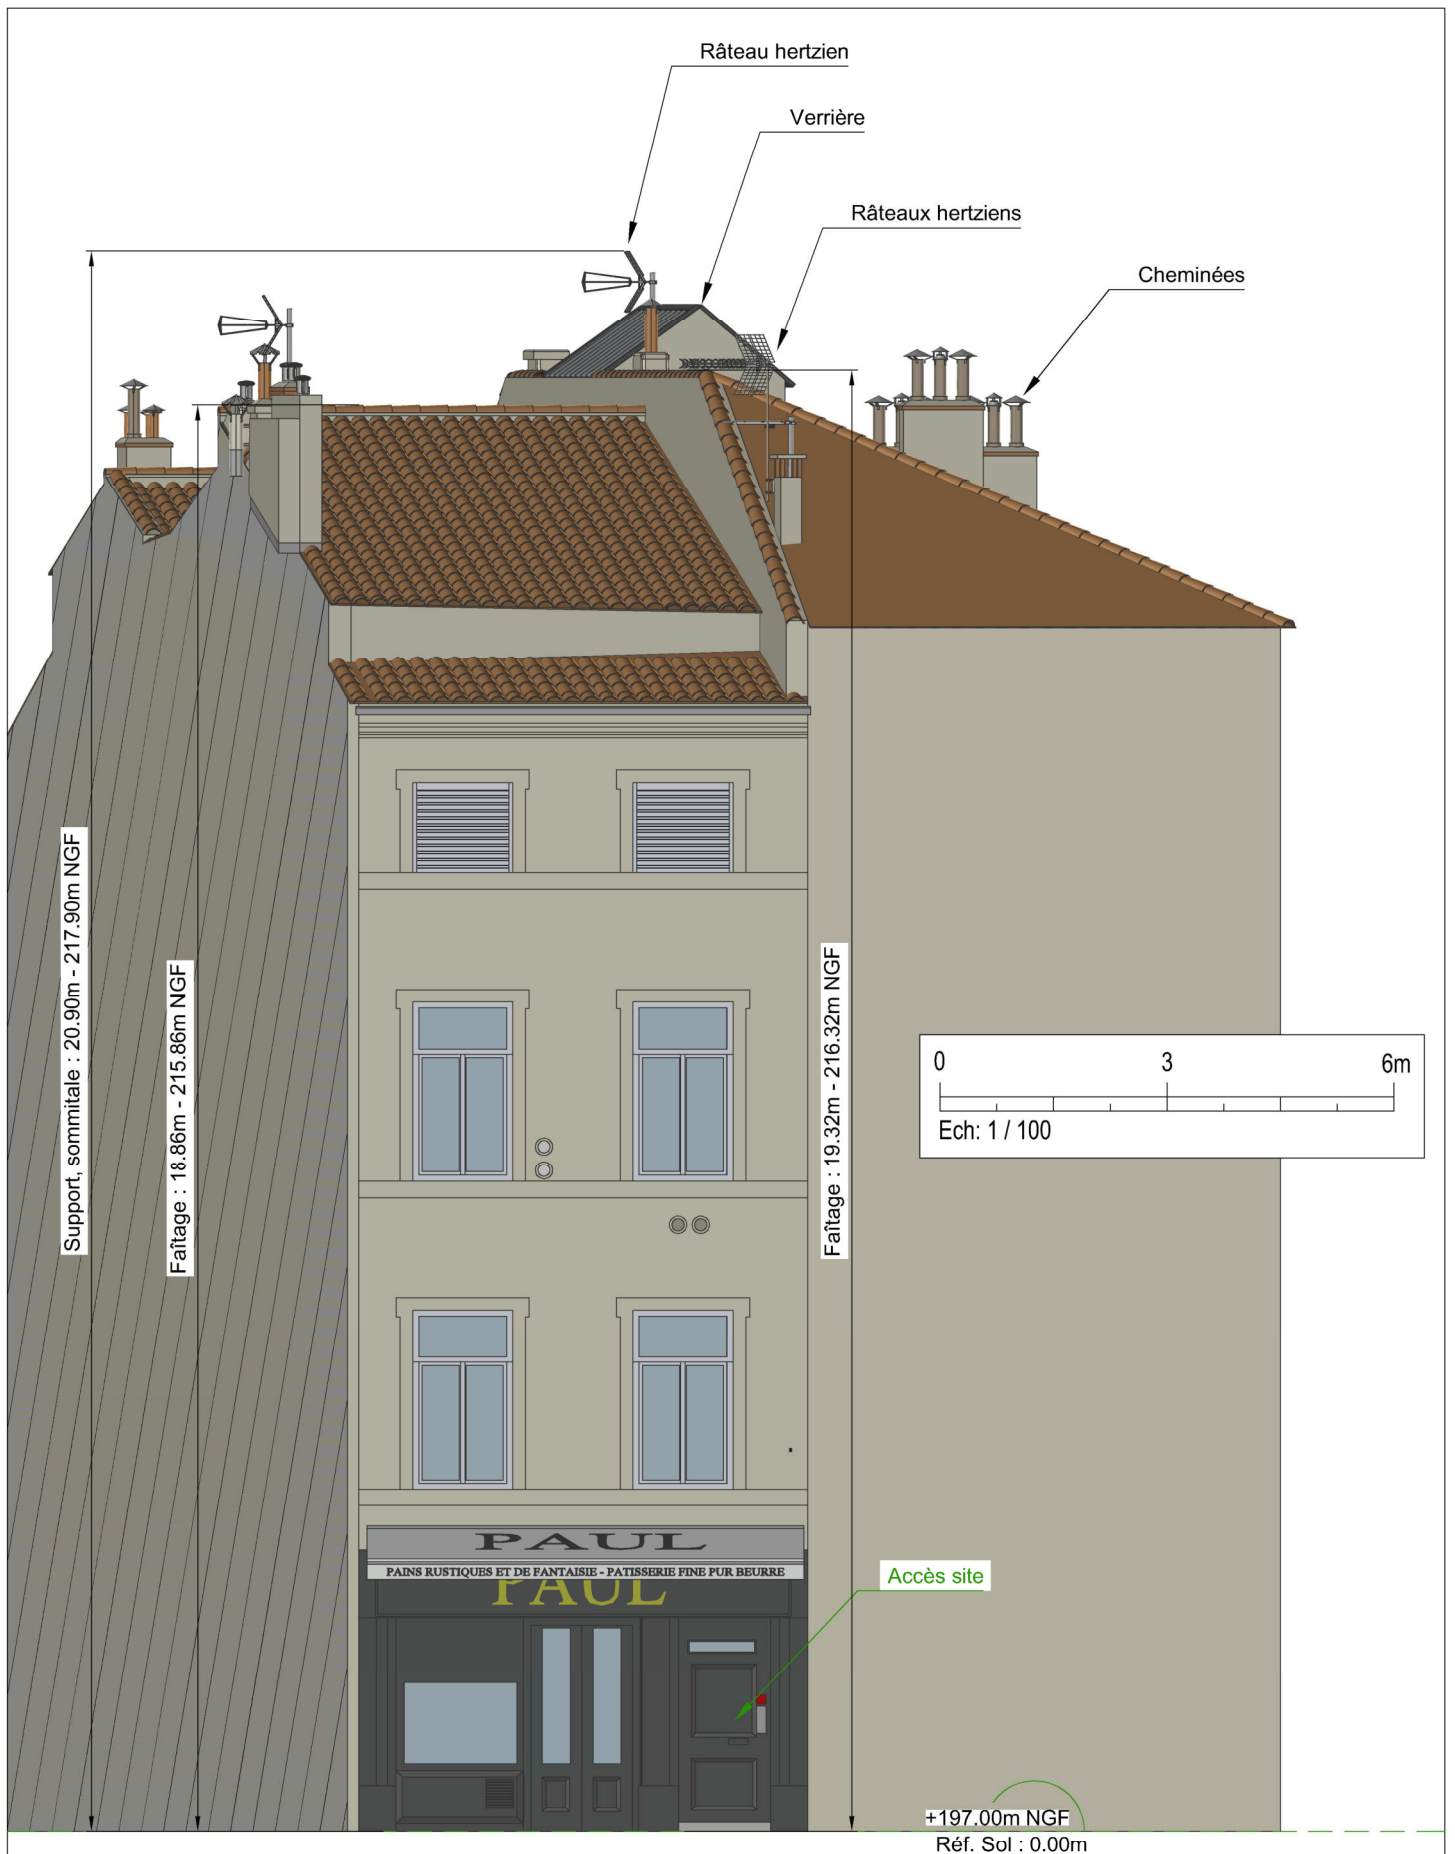 Râteau hertzien
Verrière
Râteaux hertziens
Cheminées
Support, sommitale : 20.90m - 217.90m NGF
Faîtage : 18.86m - 215.86m NGF
Faîtage : 19.32m - 216.32m NGF
0 3 6m
Ech: 1 / 100
PAUL
PAINS RUSTIQUES ET DE FANTAISIE - PATISSERIE FINE PUR BEURRE
PAUL
Accès site
+197.00m NGF
Réf. Sol : 0.00m